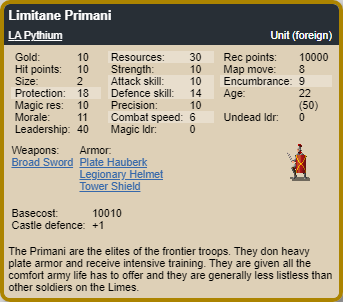 Limitane Primani
LA Pythium Unit (foreign)
Gold: 10 Resources: 30 Rec points: 10000
Hit points: 10 Strength: 10 Map move: 8
Size: 2 Attack skill: 10 Encumbrance: 9
Protection: 18 Defence skill: 14 Age: 22
Magic res: 10 Precision: 10 (50)
Morale: 11 Combat speed: 6 Undead ldr: 0
Leadership: 40 Magic ldr: 0
Weapons: Armor:
Broad Sword Plate Hauberk
Legionary Helmet
Tower Shield
Basecost: 10010
Castle defence: +1
The Primani are the elites of the frontier troops. They don heavy
plate armor and receive intensive training. They are given all the
comfort army life has to offer and they are generally less listless than
other soldiers on the Limes.